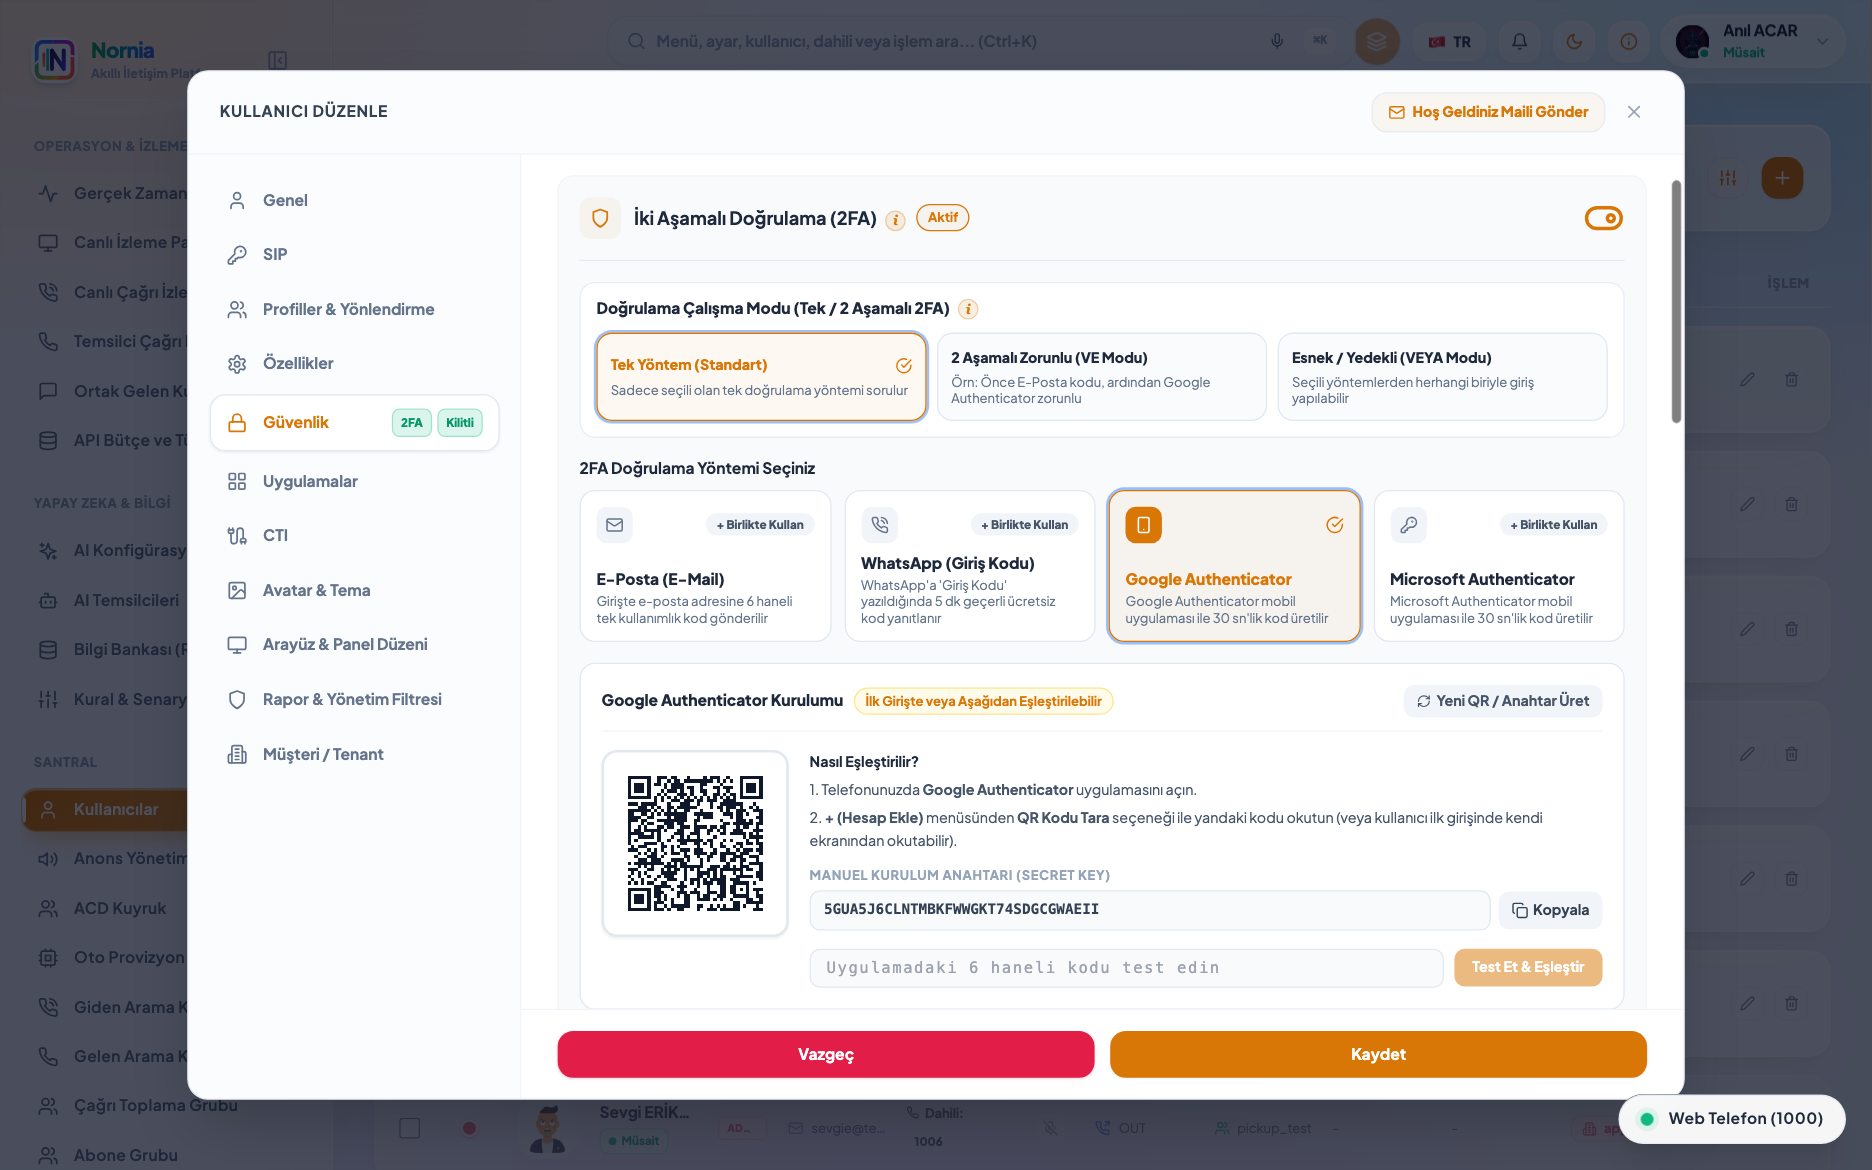 Nornia
Akıllı İletişim Plat
Menü, ayar, kullanıcı, dahili veya işlem ara... (Ctrl+K)
⌘K
TR
Anıl ACAR
Müsait
KULLANICI DÜZENLE
Hoş Geldiniz Maili Gönder
OPERASYON & İZLEME
Gerçek Zaman
Canlı İzleme Pa
Canlı Çağrı İzle
Temsilci Çağrı
Ortak Gelen Ku
API Bütçe ve Tü
YAPAY ZEKA & BİLGİ
AI Konfigürasy
AI Temsilcileri
Bilgi Bankası (R
Kural & Senary
SANTRAL
Kullanıcılar
Anons Yönetim
ACD Kuyruk
Oto Provizyon
Giden Arama K
Gelen Arama K
Çağrı Toplama Grubu
Abone Grubu
Genel
SIP
Profiller & Yönlendirme
Özellikler
Güvenlik
2FA
Kilitli
Uygulamalar
CTI
Avatar & Tema
Arayüz & Panel Düzeni
Rapor & Yönetim Filtresi
Müşteri / Tenant
İki Aşamalı Doğrulama (2FA)
Aktif
Doğrulama Çalışma Modu (Tek / 2 Aşamalı 2FA)
Tek Yöntem (Standart)
Sadece seçili olan tek doğrulama yöntemi sorulur
2 Aşamalı Zorunlu (VE Modu)
Örn: Önce E-Posta kodu, ardından Google
Authenticator zorunlu
Esnek / Yedekli (VEYA Modu)
Seçili yöntemlerden herhangi biriyle giriş
yapılabilir
2FA Doğrulama Yöntemi Seçiniz
+ Birlikte Kullan
E-Posta (E-Mail)
Girişte e-posta adresine 6 haneli
tek kullanımlık kod gönderilir
+ Birlikte Kullan
WhatsApp (Giriş Kodu)
WhatsApp'a 'Giriş Kodu'
yazıldığında 5 dk geçerli ücretsiz
kod yanıtlanır
Google Authenticator
Google Authenticator mobil
uygulaması ile 30 sn'lik kod üretilir
+ Birlikte Kullan
Microsoft Authenticator
Microsoft Authenticator mobil
uygulaması ile 30 sn'lik kod üretilir
Google Authenticator Kurulumu
İlk Girişte veya Aşağıdan Eşleştirilebilir
Yeni QR / Anahtar Üret
Nasıl Eşleştirilir?
1. Telefonunuzda Google Authenticator uygulamasını açın.
2. + (Hesap Ekle) menüsünden QR Kodu Tara seçeneği ile yandaki kodu okutun (veya kullanıcı ilk girişinde kendi
ekranından okutabilir).
MANUEL KURULUM ANAHTARI (SECRET KEY)
5GUA5J6CLNTMBKFWWGKT74SDGCGWAEII
Kopyala
Uygulamadaki 6 haneli kodu test edin
Test Et & Eşleştir
Vazgeç
Kaydet
İŞLEM
Sevgi ERİK...
Müsait
AD...
sevgie@te...
Dahili:
1006
OUT
pickup_test
-
-
ap
Web Telefon (1000)